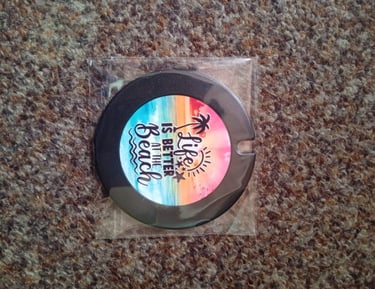 Life
IS BETTER
AT THE
Beach